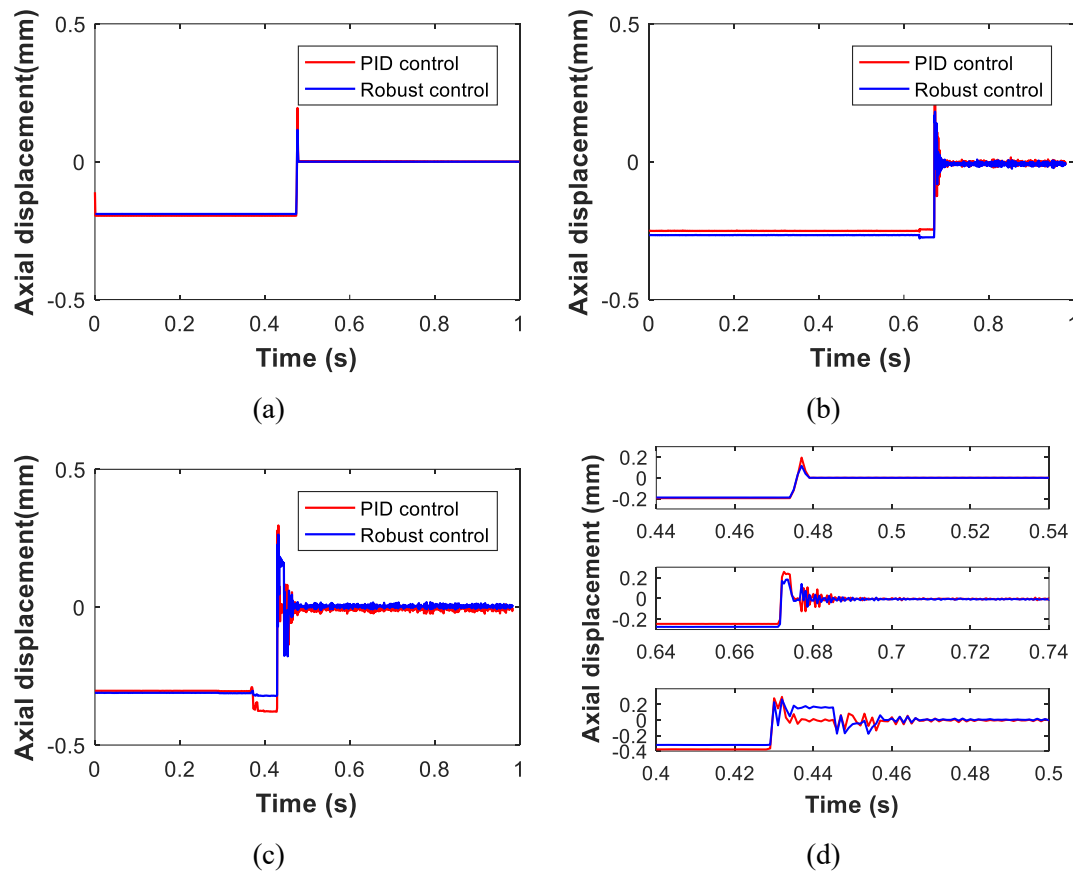 0.5
0
-0.5
Axial displacement(mm)
PID control
Robust control
0 0.2 0.4 0.6 0.8 1
Time (s)
(a)
0.5
0
-0.5
Axial displacement(mm)
PID control
Robust control
0 0.2 0.4 0.6 0.8 1
Time (s)
(b)
0.5
0
-0.5
Axial displacement(mm)
PID control
Robust control
0 0.2 0.4 0.6 0.8 1
Time (s)
(c)
Axial displacement (mm)
0.2
0
-0.2
0.44 0.46 0.48 0.5 0.52 0.54
0.2
0
-0.2
0.64 0.66 0.68 0.7 0.72 0.74
0.2
0
-0.2
-0.4
0.4 0.42 0.44 0.46 0.48 0.5
Time (s)
(d)